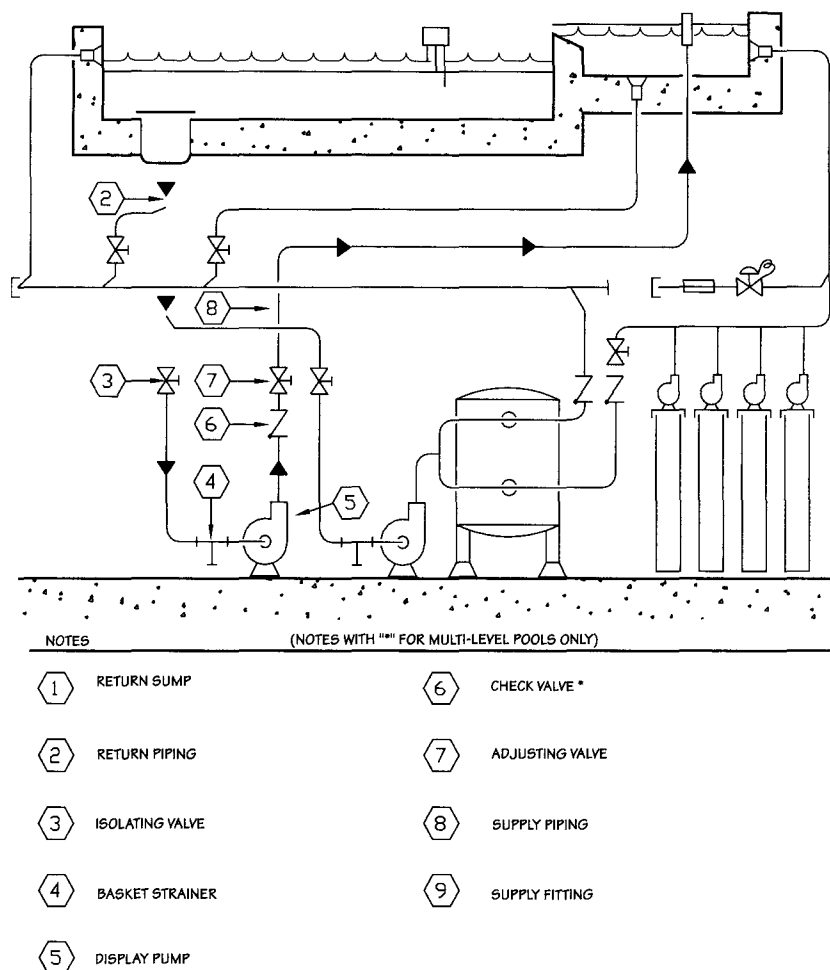 2
8
3
7
6
4
5
NOTES (NOTES WITH "*" FOR MULTI-LEVEL POOLS ONLY)
1 RETURN SUMP
6 CHECK VALVE *
2 RETURN PIPING
7 ADJUSTING VALVE
3 ISOLATING VALVE
8 SUPPLY PIPING
4 BASKET STRAINER
9 SUPPLY FITTING
5 DISPLAY PUMP